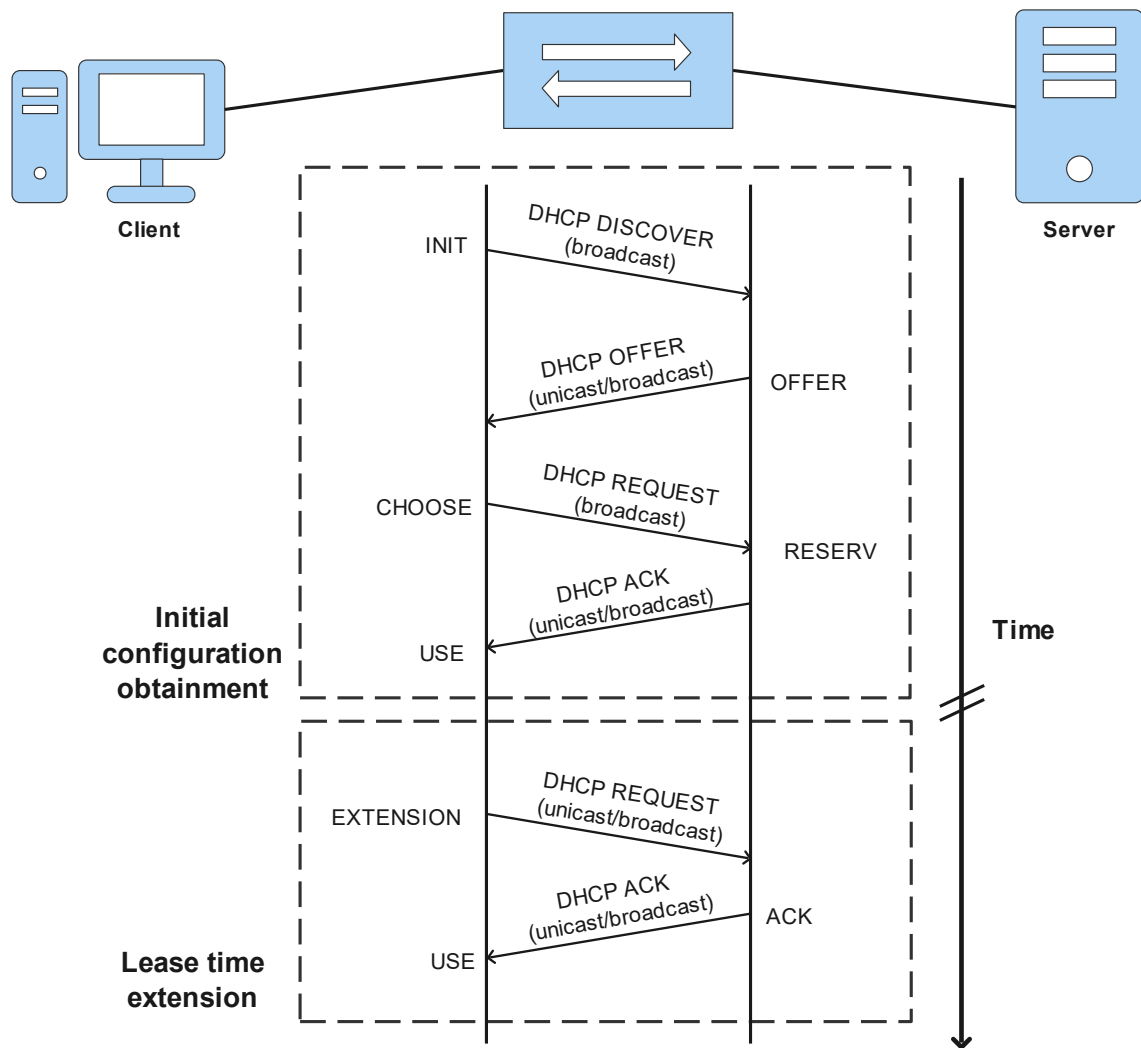 Client
Server
DHCP DISCOVER
(broadcast)
INIT
DHCP OFFER
(unicast/broadcast)
OFFER
DHCP REQUEST
(broadcast)
CHOOSE
RESERV
DHCP ACK
(unicast/broadcast)
USE
Initial
configuration
obtainment
Time
DHCP REQUEST
(unicast/broadcast)
EXTENSION
DHCP ACK
(unicast/broadcast)
ACK
USE
Lease time
extension